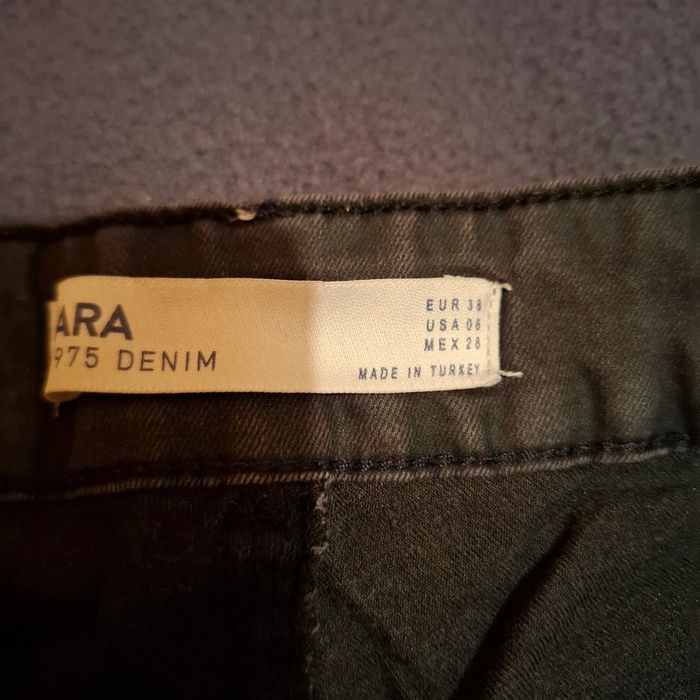 ARA
975 DENIM
EUR 38
USA 06
MEX 28
MADE IN TURKEY